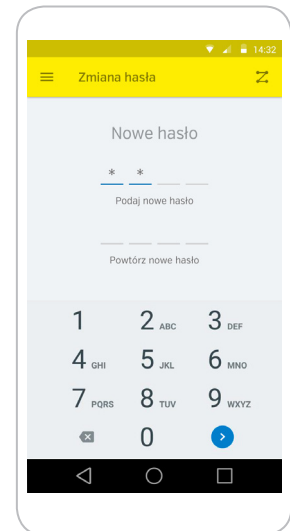 14:32
Zmiana hasła
Nowe hasło
* *
Podaj nowe hasło
Powtórz nowe hasło
1 2 ABC 3 DEF
4 GHI 5 JKL 6 MNO
7 PQRS 8 TUV 9 WXYZ
0